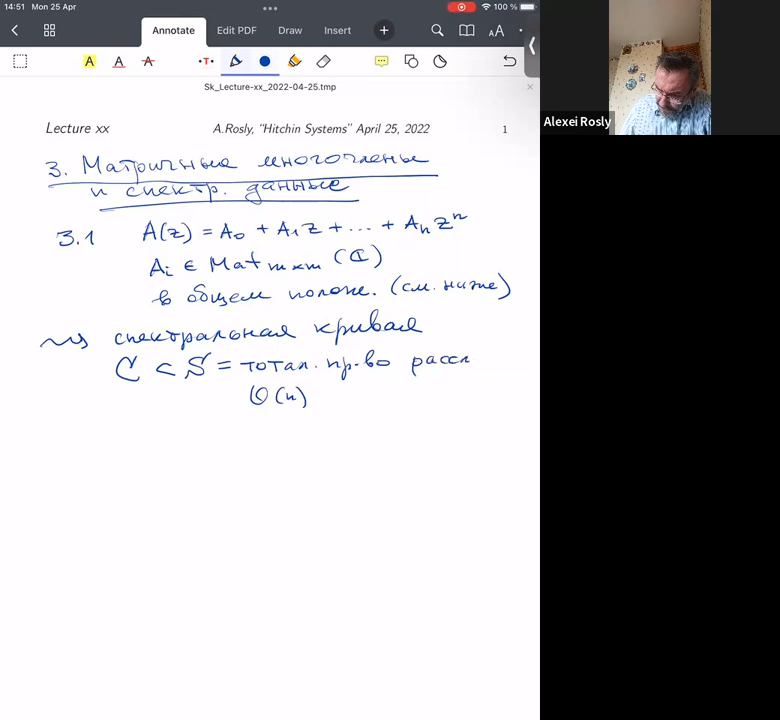 14:51 Mon 25 Apr
100 %
Annotate Edit PDF Draw Insert
AA
A A A T
Sk_Lecture-xx_2022-04-25.tmp
Alexei Rosly
Lecture xx A.Rosly, "Hitchin Systems" April 25, 2022 1
3. Матричные многочлены
и спектр. данные
3.1 A(z) = A₀ + A₁z + ... + Aₙzⁿ
Aᵢ ∈ Mat m×m (ℂ)
в общем полож. (см. ниже)
⇝ спектральная кривая
C ⊂ S = тотал. пр-во рассл
O(n)